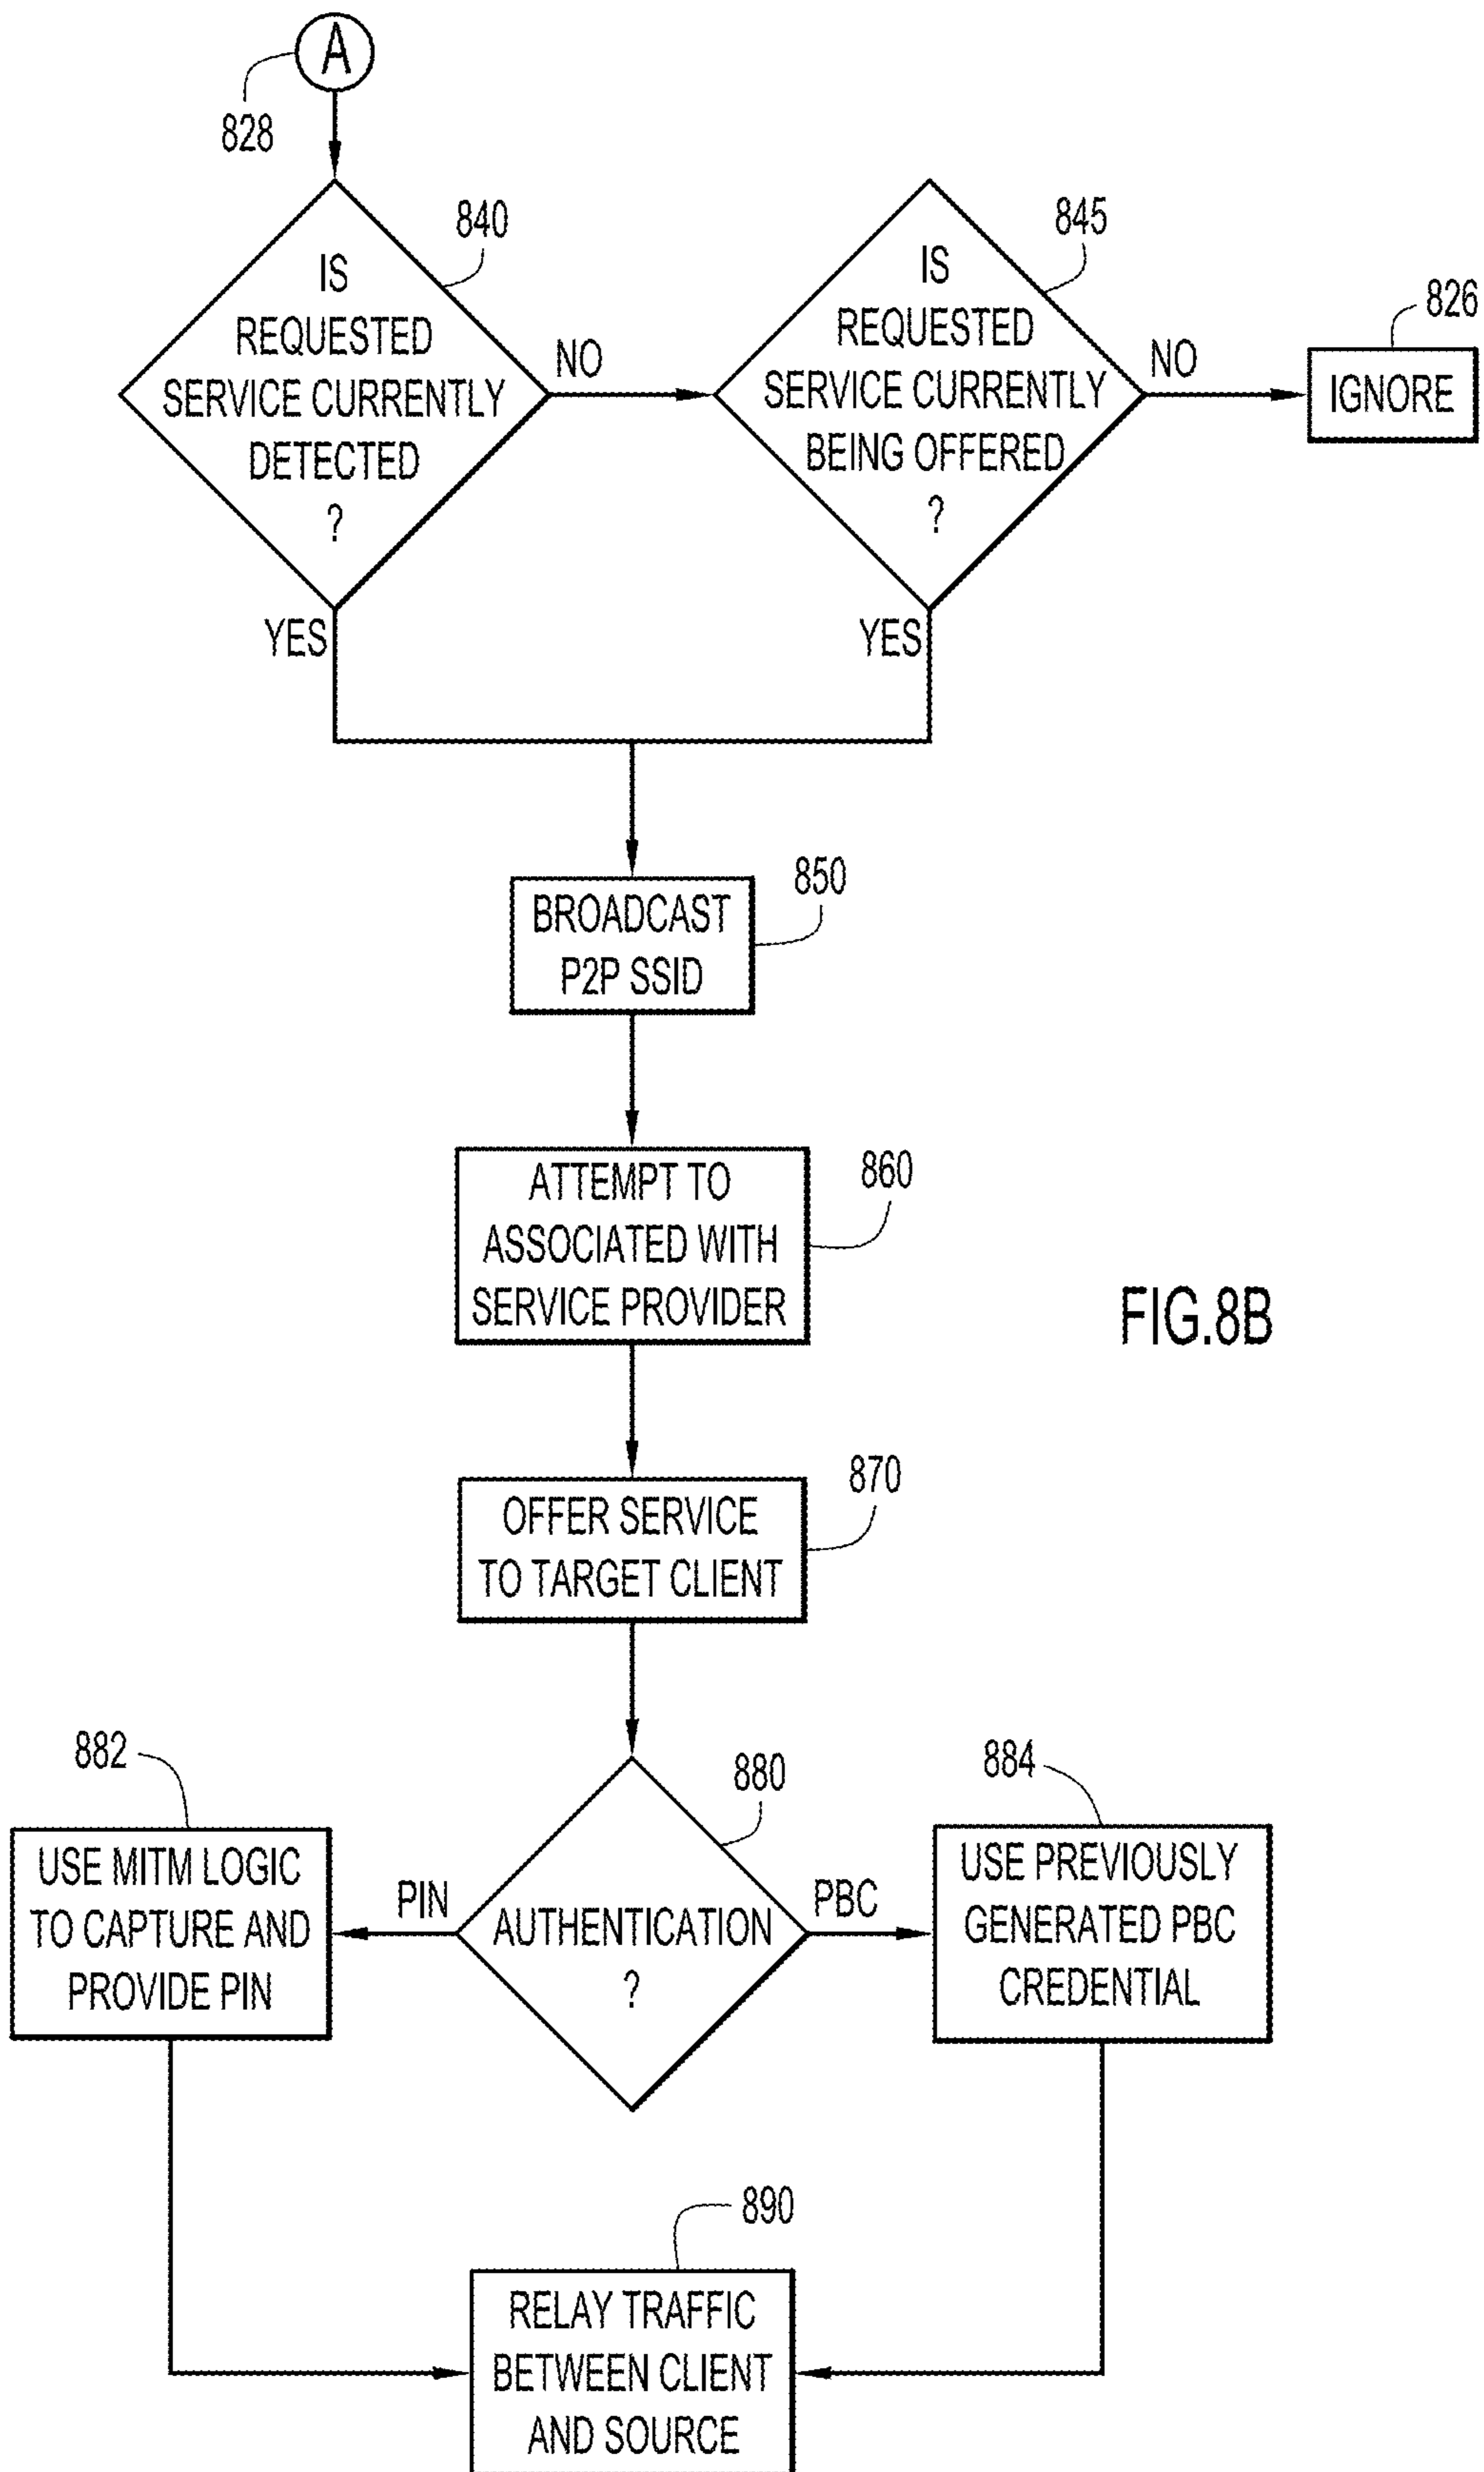 A
828
840
IS
REQUESTED
SERVICE CURRENTLY
DETECTED
?
NO
YES
845
IS
REQUESTED
SERVICE CURRENTLY
BEING OFFERED
?
NO
YES
826
IGNORE
850
BROADCAST
P2P SSID
860
ATTEMPT TO
ASSOCIATED WITH
SERVICE PROVIDER
FIG.8B
870
OFFER SERVICE
TO TARGET CLIENT
880
AUTHENTICATION
?
PIN
PBC
882
USE MITM LOGIC
TO CAPTURE AND
PROVIDE PIN
884
USE PREVIOUSLY
GENERATED PBC
CREDENTIAL
890
RELAY TRAFFIC
BETWEEN CLIENT
AND SOURCE